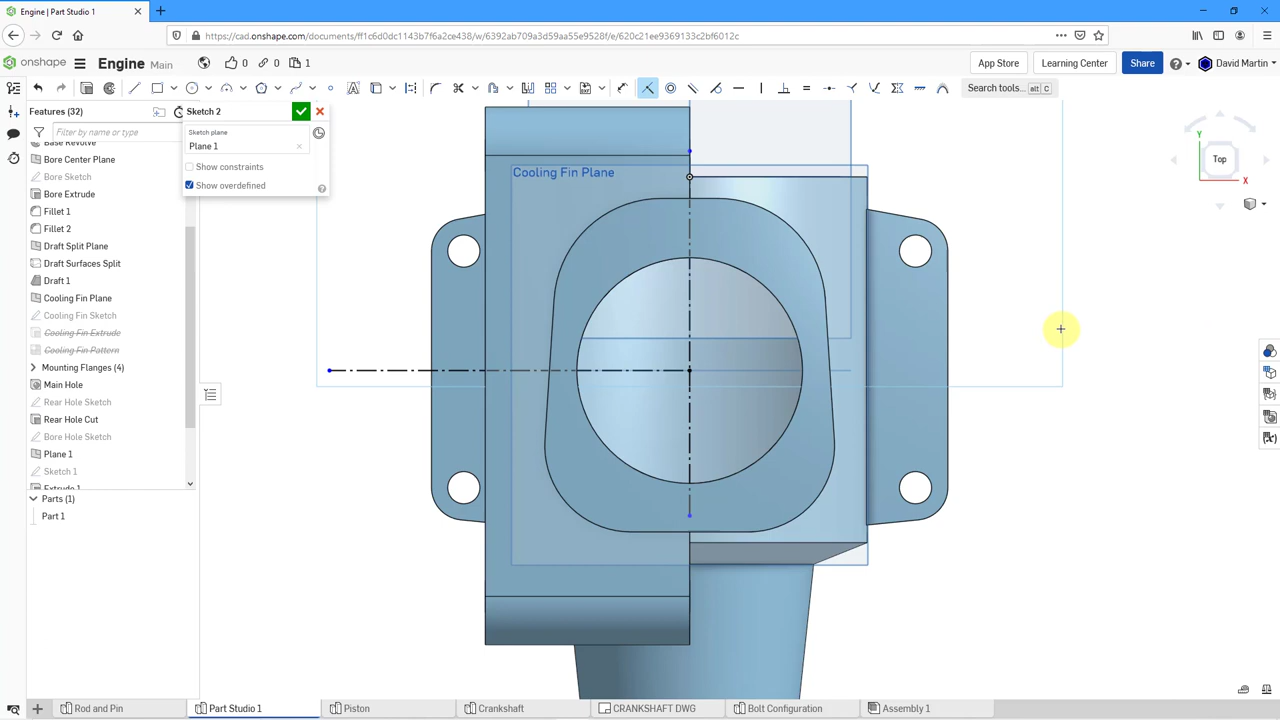 Engine | Part Studio 1
https://cad.onshape.com/documents/ff1c6d0dc1143b7f6a2ce438/w/6392ab709a3d59aa55e9528f/e/620c21ee9369133c2bf6012c
onshape
Engine Main
0
0
1
App Store
Learning Center
Share
David Martin
Search tools... alt C
Features (32)
Filter by name or type
Base Revolve
Bore Center Plane
Bore Sketch
Bore Extrude
Fillet 1
Fillet 2
Draft Split Plane
Draft Surfaces Split
Draft 1
Cooling Fin Plane
Cooling Fin Sketch
Cooling Fin Extrude
Cooling Fin Pattern
Mounting Flanges (4)
Main Hole
Rear Hole Sketch
Rear Hole Cut
Bore Hole Sketch
Plane 1
Sketch 1
Extrude 1
Parts (1)
Part 1
Sketch 2
Sketch plane
Plane 1
Show constraints
Show overdefined
Cooling Fin Plane
Y
Top
X
Rod and Pin
Part Studio 1
Piston
Crankshaft
CRANKSHAFT DWG
Bolt Configuration
Assembly 1